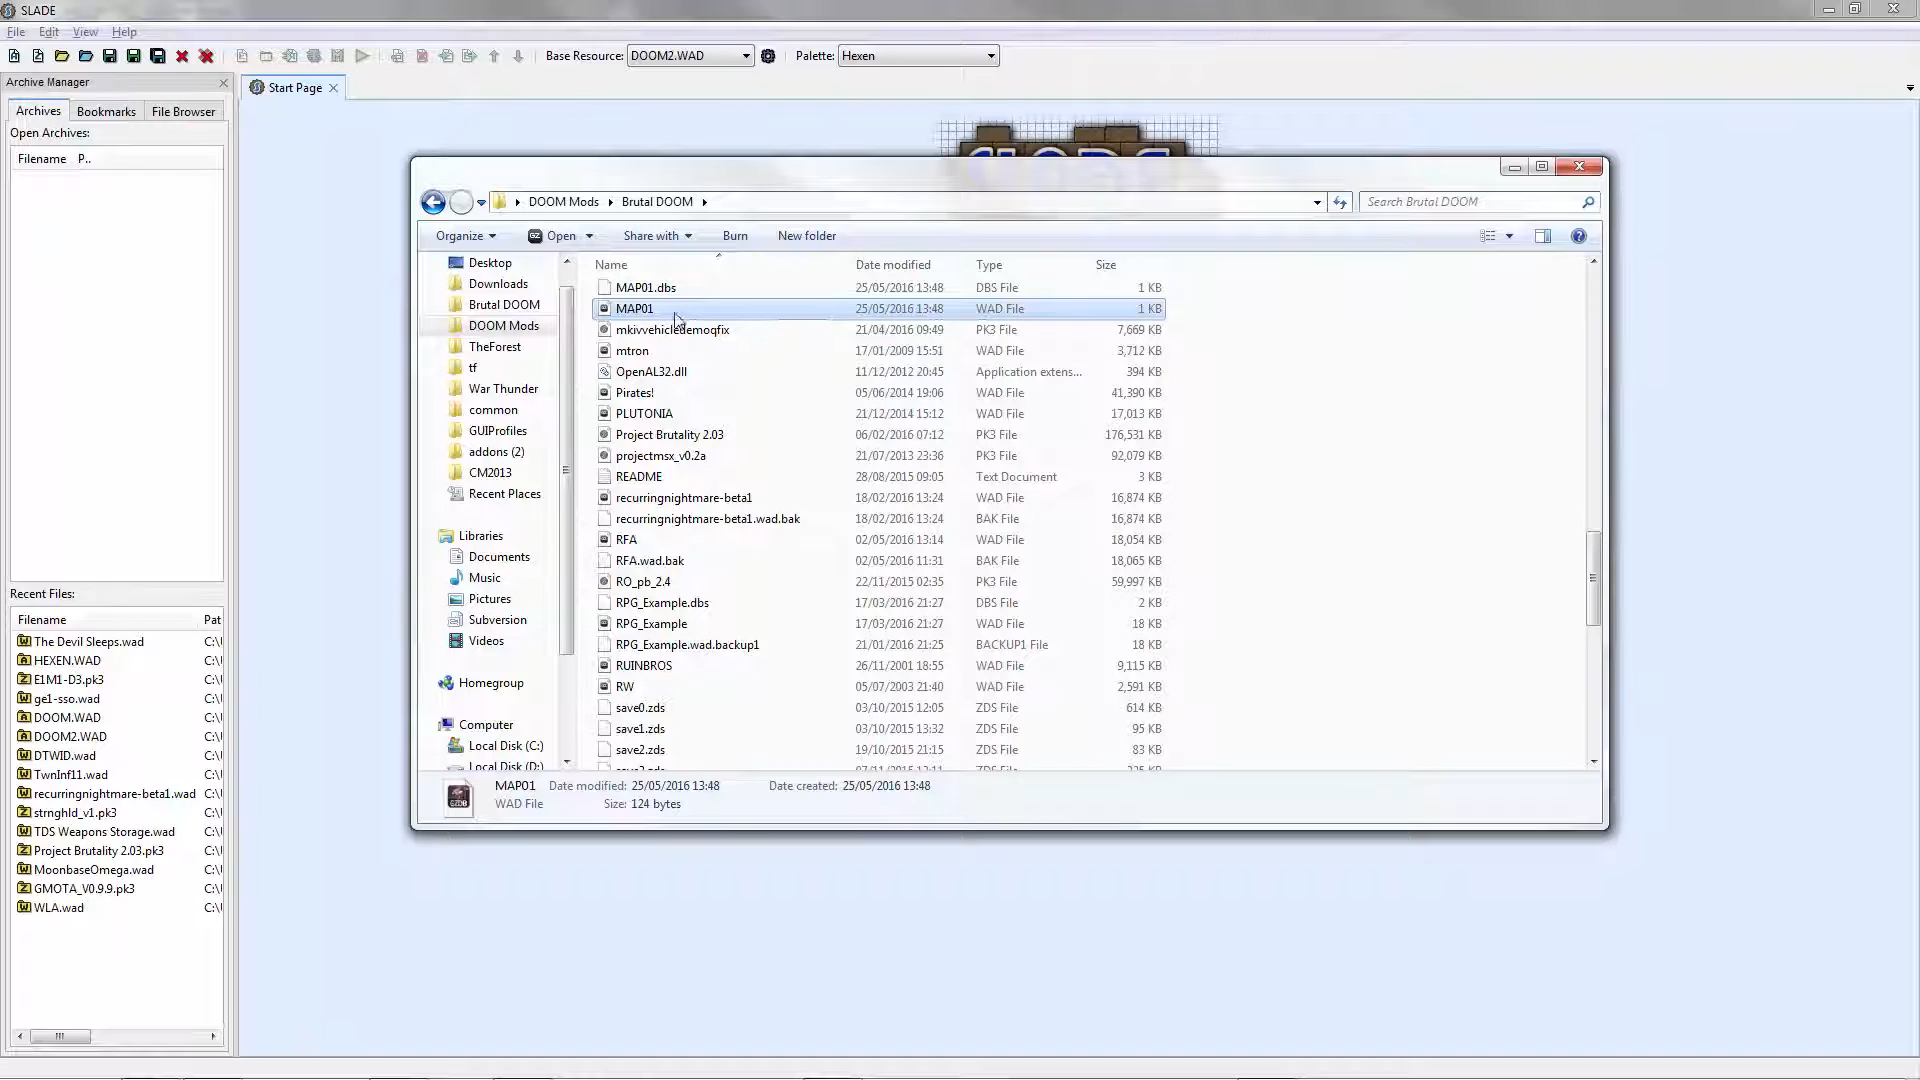 SLADE
File Edit View Help
Base Resource: DOOM2.WAD Palette: Hexen
Archive Manager
Start Page
Archives Bookmarks File Browser
Open Archives:
Filename P..
DOOM Mods Brutal DOOM
Search Brutal DOOM
Organize Open Share with Burn New folder
Name Date modified Type Size
Desktop
Downloads
Brutal DOOM
DOOM Mods
TheForest
tf
War Thunder
common
GUIProfiles
addons (2)
CM2013
Recent Places
Libraries
Documents
Music
Pictures
Subversion
Videos
Homegroup
Computer
Local Disk (C:)
Local Disk (D:)
MAP01.dbs 25/05/2016 13:48 DBS File 1 KB
MAP01 25/05/2016 13:48 WAD File 1 KB
mkivvehicledemoqfix 21/04/2016 09:49 PK3 File 7,669 KB
mtron 17/01/2009 15:51 WAD File 3,712 KB
OpenAL32.dll 11/12/2012 20:45 Application extens... 394 KB
Pirates! 05/06/2014 19:06 WAD File 41,390 KB
PLUTONIA 21/12/2014 15:12 WAD File 17,013 KB
Project Brutality 2.03 06/02/2016 07:12 PK3 File 176,531 KB
projectmsx_v0.2a 21/07/2013 23:36 PK3 File 92,079 KB
README 28/08/2015 09:05 Text Document 3 KB
recurringnightmare-beta1 18/02/2016 13:24 WAD File 16,874 KB
recurringnightmare-beta1.wad.bak 18/02/2016 13:24 BAK File 16,874 KB
RFA 02/05/2016 13:14 WAD File 18,054 KB
RFA.wad.bak 02/05/2016 11:31 BAK File 18,065 KB
RO_pb_2.4 22/11/2015 02:35 PK3 File 59,997 KB
RPG_Example.dbs 17/03/2016 21:27 DBS File 2 KB
RPG_Example 17/03/2016 21:27 WAD File 18 KB
RPG_Example.wad.backup1 21/01/2016 21:25 BACKUP1 File 18 KB
RUINBROS 26/11/2001 18:55 WAD File 9,115 KB
RW 05/07/2003 21:40 WAD File 2,591 KB
save0.zds 03/10/2015 12:05 ZDS File 614 KB
save1.zds 03/10/2015 13:32 ZDS File 95 KB
save2.zds 19/10/2015 21:15 ZDS File 83 KB
MAP01 Date modified: 25/05/2016 13:48 Date created: 25/05/2016 13:48
WAD File Size: 124 bytes
Recent Files:
Filename Pat
The Devil Sleeps.wad C:\
HEXEN.WAD C:\
E1M1-D3.pk3 C:\
ge1-sso.wad C:\
DOOM.WAD C:\
DOOM2.WAD C:\
DTWID.wad C:\
TwnInf11.wad C:\
recurringnightmare-beta1.wad C:\
strnghld_v1.pk3 C:\
TDS Weapons Storage.wad C:\
Project Brutality 2.03.pk3 C:\
MoonbaseOmega.wad C:\
GMOTA_V0.9.9.pk3 C:\
WLA.wad C:\